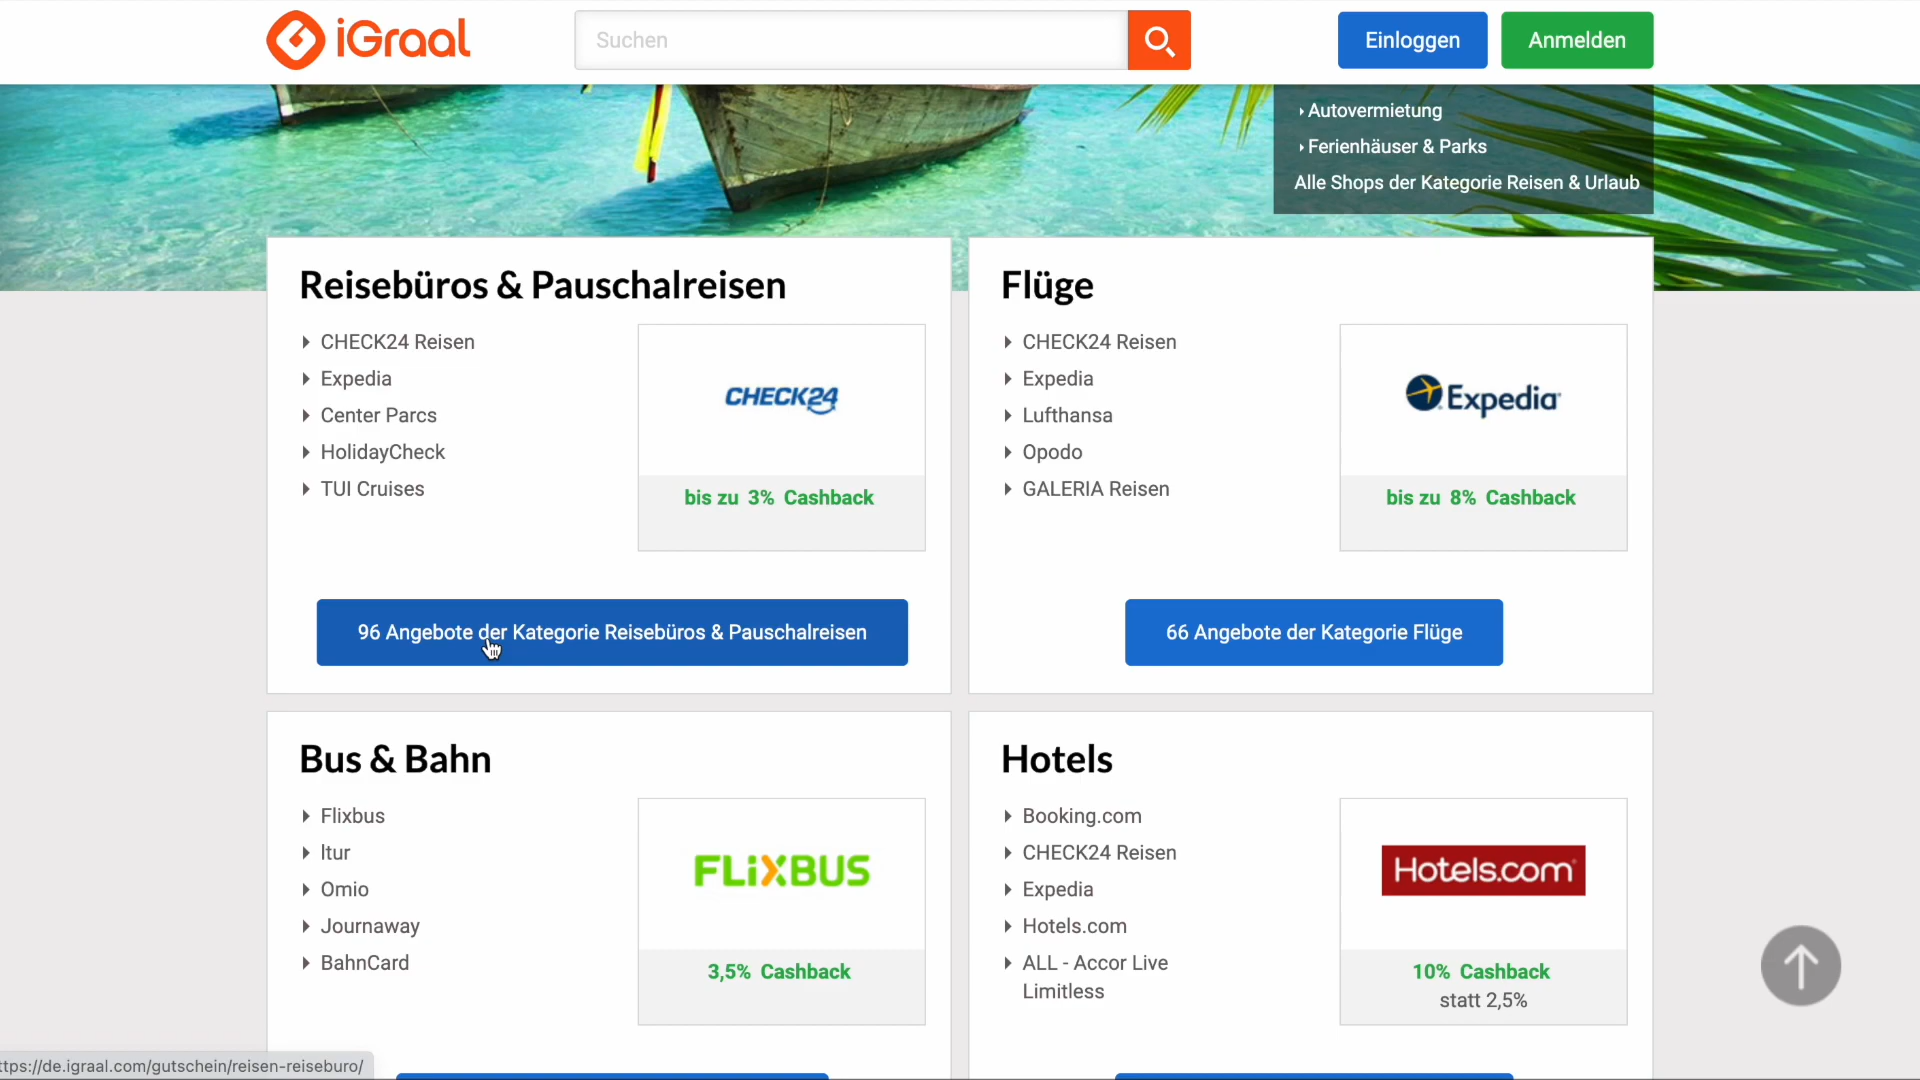 iGraal
Suchen
Einloggen
Anmelden
Autovermietung
Ferienhäuser & Parks
Alle Shops der Kategorie Reisen & Urlaub
Reisebüros & Pauschalreisen
CHECK24 Reisen
Expedia
Center Parcs
HolidayCheck
TUI Cruises
CHECK24
bis zu 3% Cashback
96 Angebote der Kategorie Reisebüros & Pauschalreisen
Flüge
CHECK24 Reisen
Expedia
Lufthansa
Opodo
GALERIA Reisen
Expedia
bis zu 8% Cashback
66 Angebote der Kategorie Flüge
Bus & Bahn
Flixbus
ltur
Omio
Journaway
BahnCard
FLiXBUS
3,5% Cashback
Hotels
Booking.com
CHECK24 Reisen
Expedia
Hotels.com
ALL - Accor Live
Limitless
Hotels.com
10% Cashback
statt 2,5%
ttps://de.igraal.com/gutschein/reisen-reiseburo/